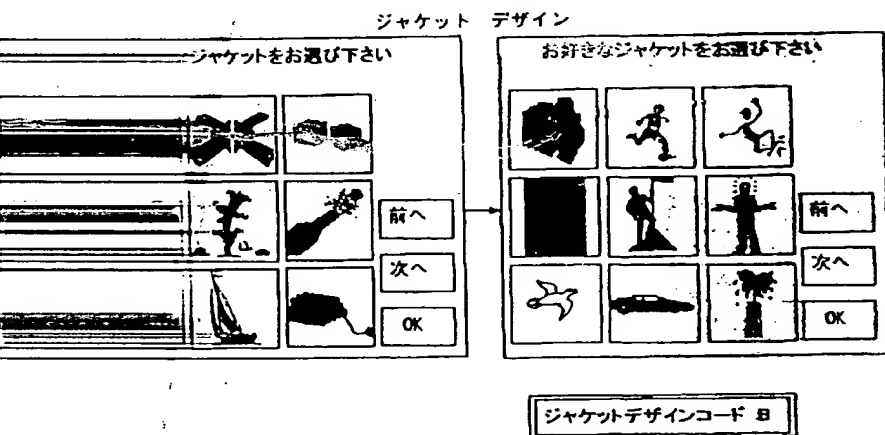 ジャケット デザイン
ジャケットをお選び下さい
前へ
次へ
OK
お好きなジャケットをお選び下さい
前へ
次へ
OK
ジャケットデザインコード B